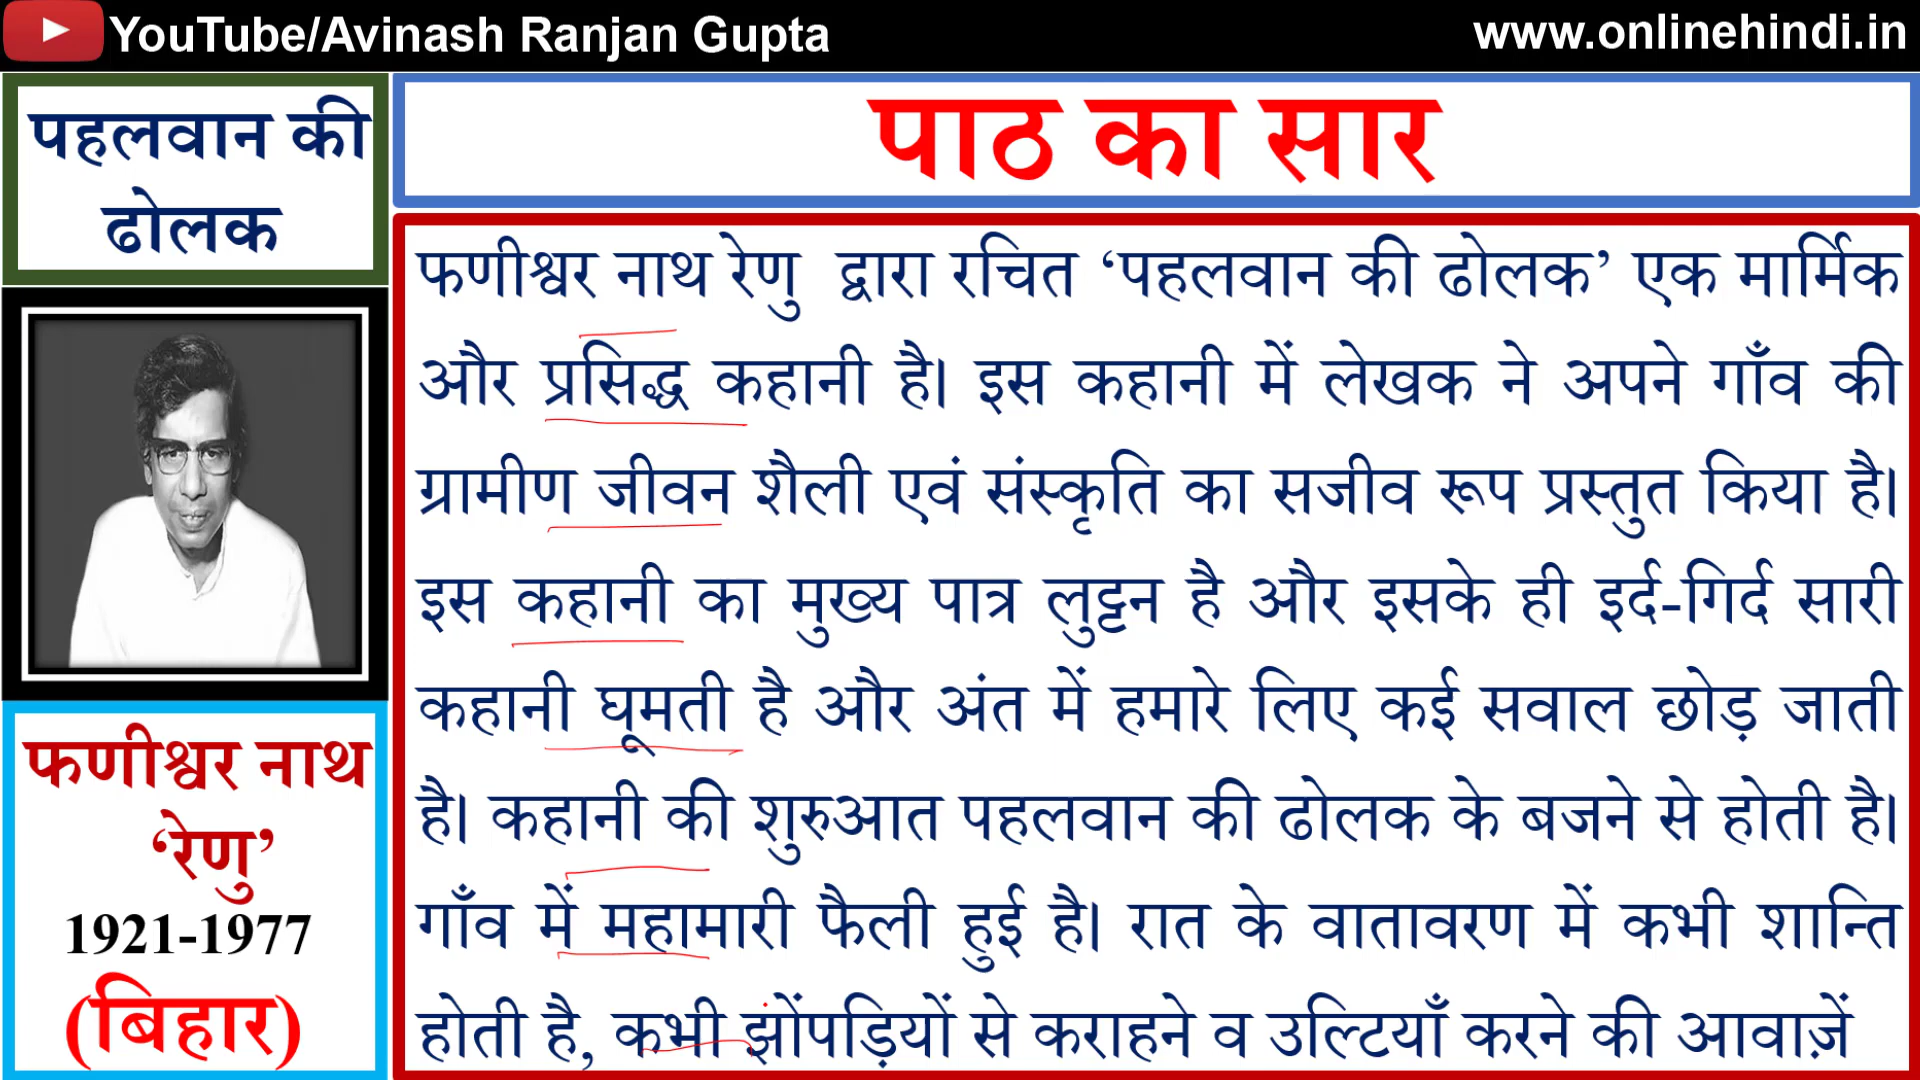 YouTube/Avinash Ranjan Gupta
www.onlinehindi.in
पहलवान की
ढोलक
पाठ का सार
फणीश्वर नाथ रेणु द्वारा रचित ‘पहलवान की ढोलक’ एक मार्मिक
और प्रसिद्ध कहानी है। इस कहानी में लेखक ने अपने गाँव की
ग्रामीण जीवन शैली एवं संस्कृति का सजीव रूप प्रस्तुत किया है।
इस कहानी का मुख्य पात्र लुट्टन है और इसके ही इर्द-गिर्द सारी
कहानी घूमती है और अंत में हमारे लिए कई सवाल छोड़ जाती
है। कहानी की शुरुआत पहलवान की ढोलक के बजने से होती है।
गाँव में महामारी फैली हुई है। रात के वातावरण में कभी शान्ति
होती है, कभी झोंपड़ियों से कराहने व उल्टियाँ करने की आवाज़ें
फणीश्वर नाथ
‘रेणु’
1921-1977
(बिहार)